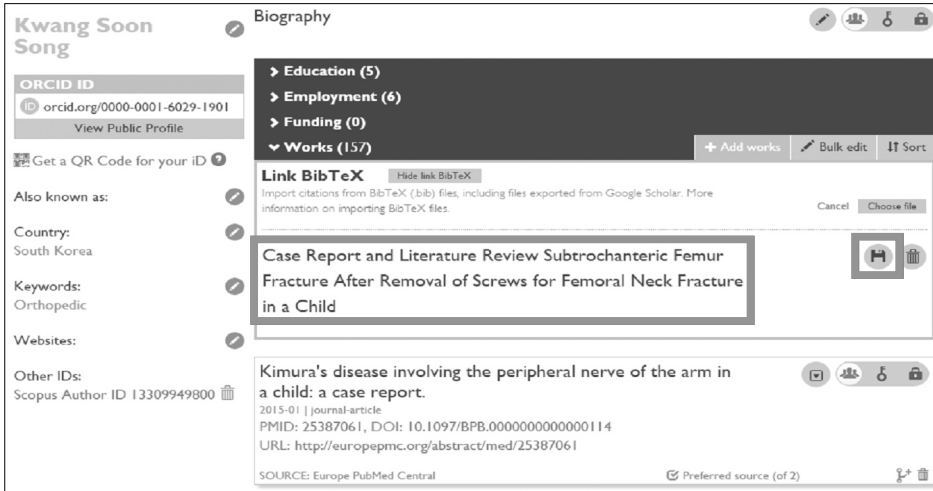 Kwang Soon
Song
ORCID ID
iD orcid.org/0000-0001-6029-1901
View Public Profile
Get a QR Code for your iD ?
Also known as:
Country:
South Korea
Keywords:
Orthopedic
Websites:
Other IDs:
Scopus Author ID 13309949800
Biography
Education (5)
Employment (6)
Funding (0)
Works (157)
+ Add works
Bulk edit
Sort
Link BibTeX Hide link BibTeX
Import citations from BibTeX (.bib) files, including files exported from Google Scholar. More
information on importing BibTeX files.
Cancel Choose file
Case Report and Literature Review Subtrochanteric Femur
Fracture After Removal of Screws for Femoral Neck Fracture
in a Child
Kimura's disease involving the peripheral nerve of the arm in
a child: a case report.
2015-01 | journal-article
PMID: 25387061, DOI: 10.1097/BPB.0000000000000114
URL: http://europepmc.org/abstract/med/25387061
SOURCE: Europe PubMed Central
Preferred source (of 2)